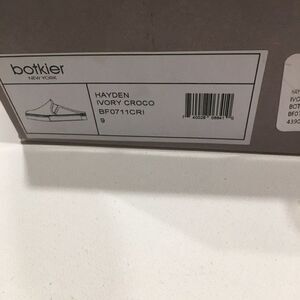 botkier
NEW YORK
HAYDEN
IVORY CROCO
BF0711CRI
9